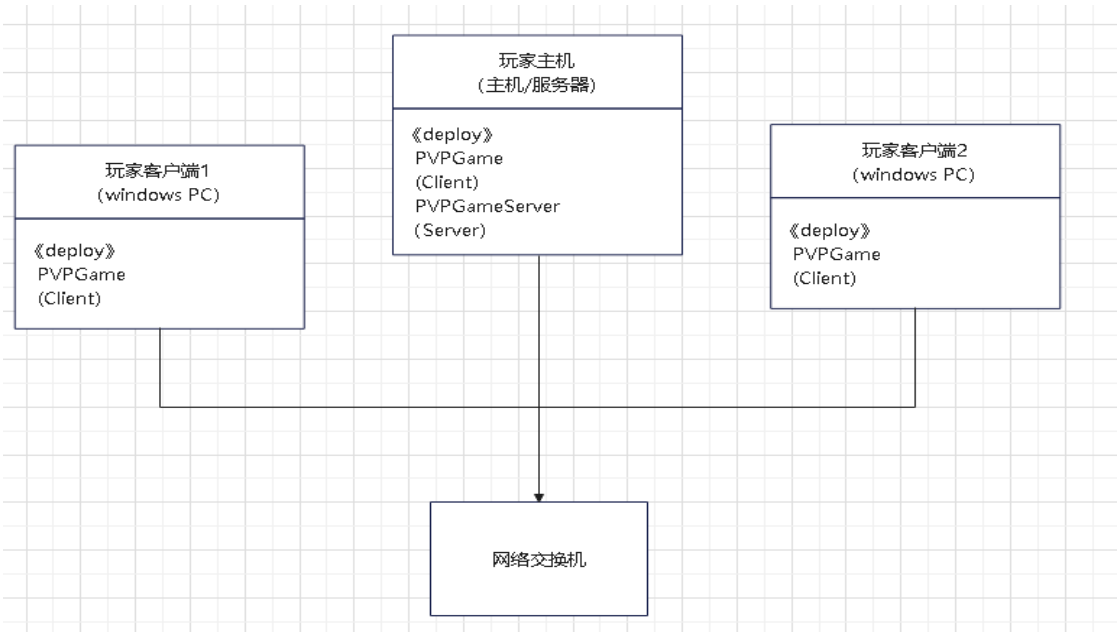 玩家主机
(主机/服务器)
《deploy》
PVPGame
(Client)
PVPGameServer
(Server)
玩家客户端1
(windows PC)
《deploy》
PVPGame
(Client)
玩家客户端2
(windows PC)
《deploy》
PVPGame
(Client)
网络交换机